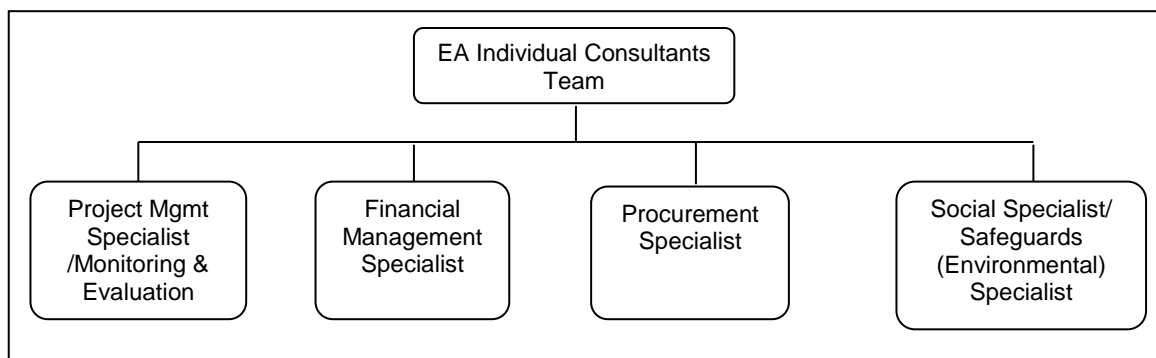 EA Individual Consultants
Team
Project Mgmt
Specialist
/Monitoring &
Evaluation
Financial
Management
Specialist
Procurement
Specialist
Social Specialist/
Safeguards
(Environmental)
Specialist